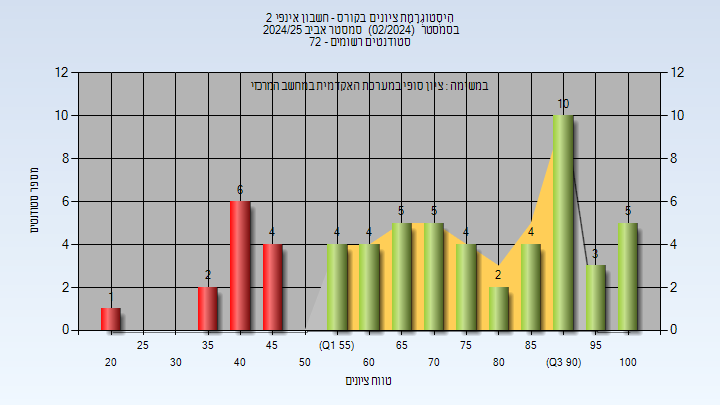 היסטוגרמת ציונים בקורס - חשבון אינפי 2
בסמסטר (02/2024) סמסטר אביב 2024/25
סטודנטים רשומים - 72
במשימה : ציון סופי במערכת האקדמית במחשב המרכזי
מספר סטודנטים
12 12
10 10
8 8
6 6
4 4
2 2
0 0
1 2 6 4 4 4 5 5 4 2 4 10 3 5
25 35 45 (Q1 55) 65 75 85 95
20 30 40 50 60 70 80 (Q3 90) 100
טווח ציונים